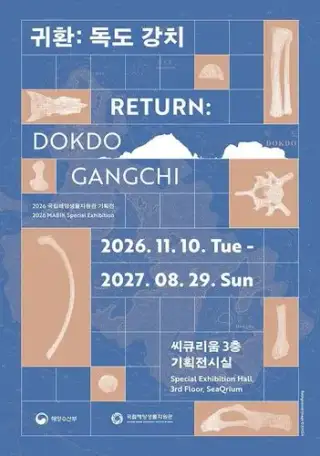 귀환: 독도 강치
RETURN:
DOKDO
DOKDO
GANGCHI
2026 국립해양생물자원관 기획전
2026 MABIK Special Exhibition
2026. 11. 10. Tue -
2027. 08. 29. Sun
씨큐리움 3층
기획전시실
Special Exhibition Hall,
3rd Floor, SeaQrium
해양수산부
국립해양생물자원관